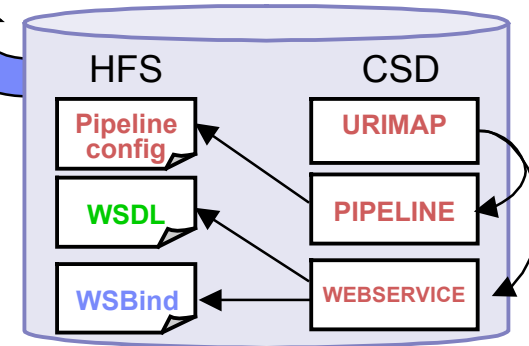 HFS
CSD
Pipeline
config
URIMAP
WSDL
PIPELINE
WSBind
WEBSERVICE